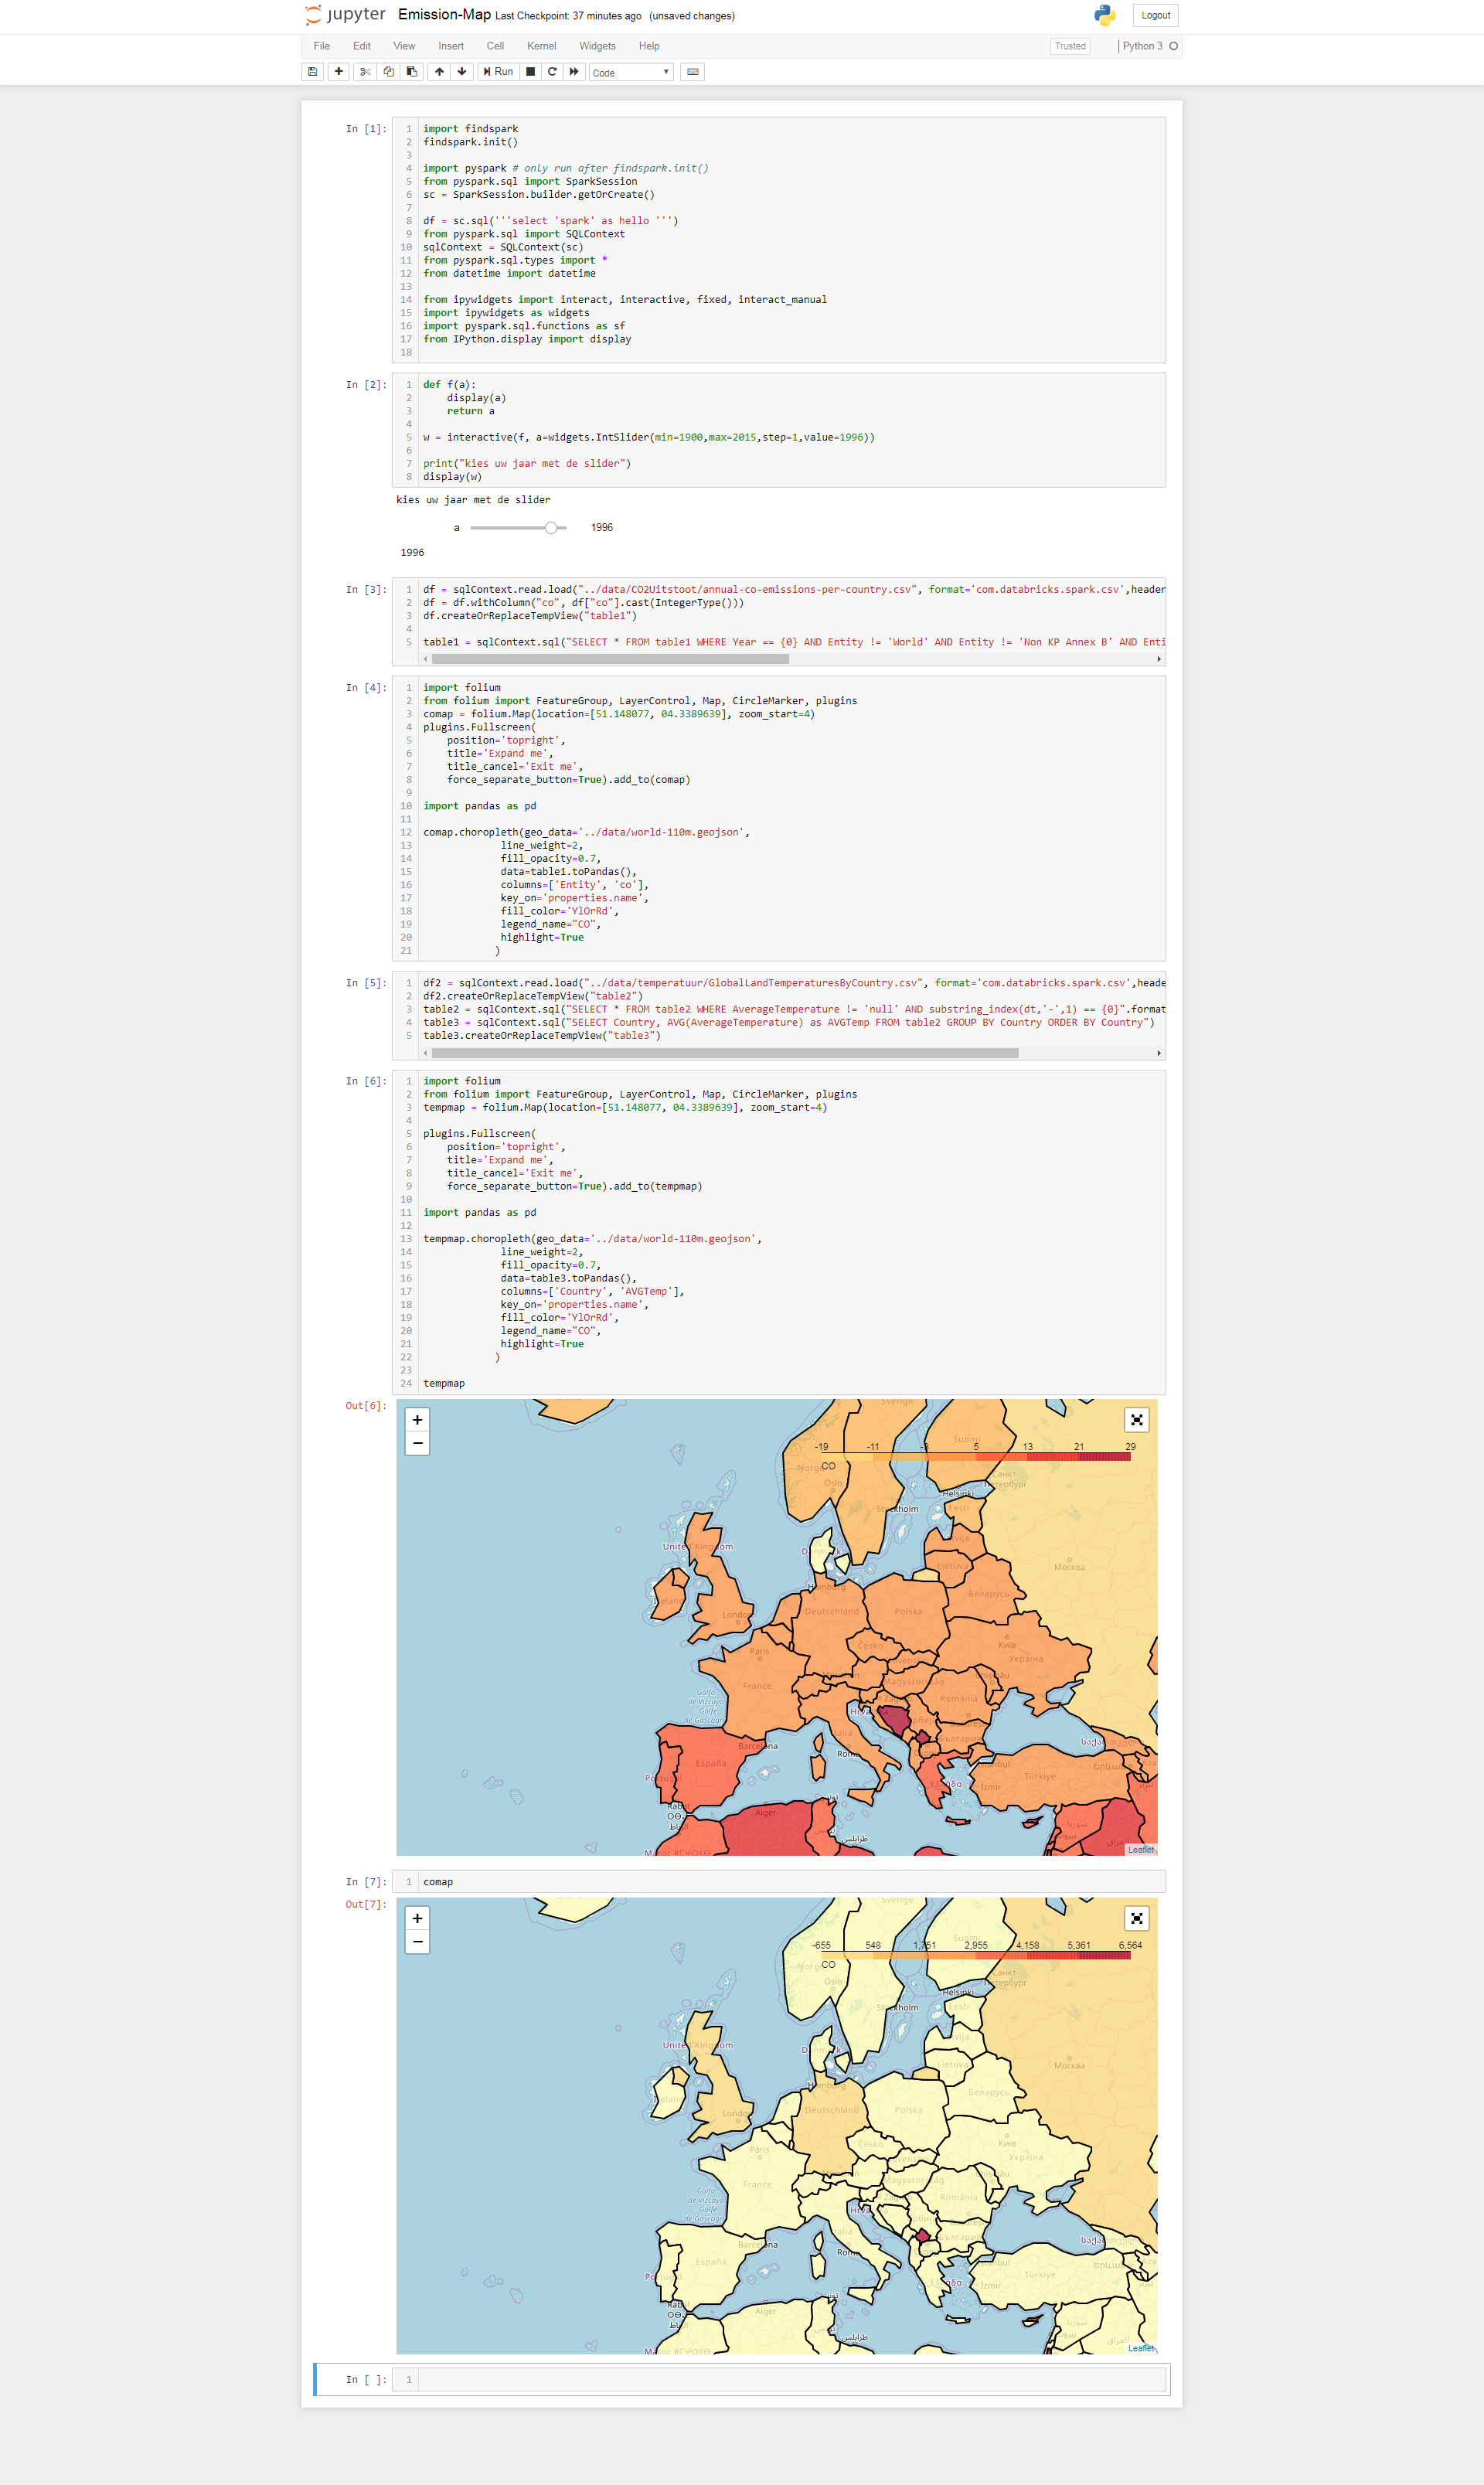 jupyter Emission-Map Last Checkpoint: 37 minutes ago (unsaved changes) Logout
File Edit View Insert Cell Kernel Widgets Help Trusted Python 3
Run Code
In [1]:
1 import findspark
2 findspark.init()
3
4 import pyspark # only run after findspark.init()
5 from pyspark.sql import SparkSession
6 sc = SparkSession.builder.getOrCreate()
7
8 df = sc.sql('''select 'spark' as hello ''')
9 from pyspark.sql import SQLContext
10 sqlContext = SQLContext(sc)
11 from pyspark.sql.types import *
12 from datetime import datetime
13
14 from ipywidgets import interact, interactive, fixed, interact_manual
15 import ipywidgets as widgets
16 import pyspark.sql.functions as sf
17 from IPython.display import display
18
In [2]:
1 def f(a):
2     display(a)
3     return a
4
5 w = interactive(f, a=widgets.IntSlider(min=1900,max=2015,step=1,value=1996))
6
7 print("kies uw jaar met de slider")
8 display(w)
kies uw jaar met de slider
a 1996
1996
In [3]:
1 df = sqlContext.read.load("../data/CO2Uitstoot/annual-co-emissions-per-country.csv", format='com.databricks.spark.csv',header
2 df = df.withColumn("co", df["co"].cast(IntegerType()))
3 df.createOrReplaceTempView("table1")
4
5 table1 = sqlContext.sql("SELECT * FROM table1 WHERE Year == {0} AND Entity != 'World' AND Entity != 'Non KP Annex B' AND Enti
In [4]:
1 import folium
2 from folium import FeatureGroup, LayerControl, Map, CircleMarker, plugins
3 comap = folium.Map(location=[51.148077, 04.3389639], zoom_start=4)
4 plugins.Fullscreen(
5     position='topright',
6     title='Expand me',
7     title_cancel='Exit me',
8     force_separate_button=True).add_to(comap)
9
10 import pandas as pd
11
12 comap.choropleth(geo_data='../data/world-110m.geojson',
13              line_weight=2,
14              fill_opacity=0.7,
15              data=table1.toPandas(),
16              columns=['Entity', 'co'],
17              key_on='properties.name',
18              fill_color='YlOrRd',
19              legend_name="CO",
20              highlight=True
21             )
In [5]:
1 df2 = sqlContext.read.load("../data/temperatuur/GlobalLandTemperaturesByCountry.csv", format='com.databricks.spark.csv',heade
2 df2.createOrReplaceTempView("table2")
3 table2 = sqlContext.sql("SELECT * FROM table2 WHERE AverageTemperature != 'null' AND substring_index(dt,'-',1) == {0}".format
4 table3 = sqlContext.sql("SELECT Country, AVG(AverageTemperature) as AVGTemp FROM table2 GROUP BY Country ORDER BY Country")
5 table3.createOrReplaceTempView("table3")
In [6]:
1 import folium
2 from folium import FeatureGroup, LayerControl, Map, CircleMarker, plugins
3 tempmap = folium.Map(location=[51.148077, 04.3389639], zoom_start=4)
4
5 plugins.Fullscreen(
6     position='topright',
7     title='Expand me',
8     title_cancel='Exit me',
9     force_separate_button=True).add_to(tempmap)
10
11 import pandas as pd
12
13 tempmap.choropleth(geo_data='../data/world-110m.geojson',
14              line_weight=2,
15              fill_opacity=0.7,
16              data=table3.toPandas(),
17              columns=['Country', 'AVGTemp'],
18              key_on='properties.name',
19              fill_color='YlOrRd',
20              legend_name="CO",
21              highlight=True
22             )
23
24 tempmap
Out[6]:
+
−
Sverige
Suomi
-19 -11 -3 5 13 21 29
CO
Norge
Oslo
Санкт-
Петербург
Helsinki
Stockholm
Eesti
Latvija
United Kingdom
Lietuva
Москва
Hamburg
Беларусь
London
Deutschland
Polska
Paris
Česko
Київ
Україна
France
Magyarország
România
Golfo
de Vizcaya
Golfe
de Gascogne
Italia
Barcelona
Roma
España
Portugal
İzmir
Türkiye
Ελλάδα
Rabat
Alger
طرابلس
سوريا
Leaflet
In [7]:
1 comap
Out[7]:
+
−
Sverige
Suomi
-655 548 1,751 2,955 4,158 5,361 6,564
CO
Norge
Oslo
Санкт-
Петербург
Helsinki
Stockholm
Eesti
Latvija
United Kingdom
Lietuva
Москва
Hamburg
Беларусь
London
Deutschland
Polska
Paris
Česko
Київ
Україна
France
Magyarország
România
Golfo
de Vizcaya
Golfe
de Gascogne
Italia
Barcelona
Roma
España
Portugal
İzmir
Türkiye
Ελλάδα
Rabat
Alger
طرابلس
سوريا
Leaflet
In [ ]:
1